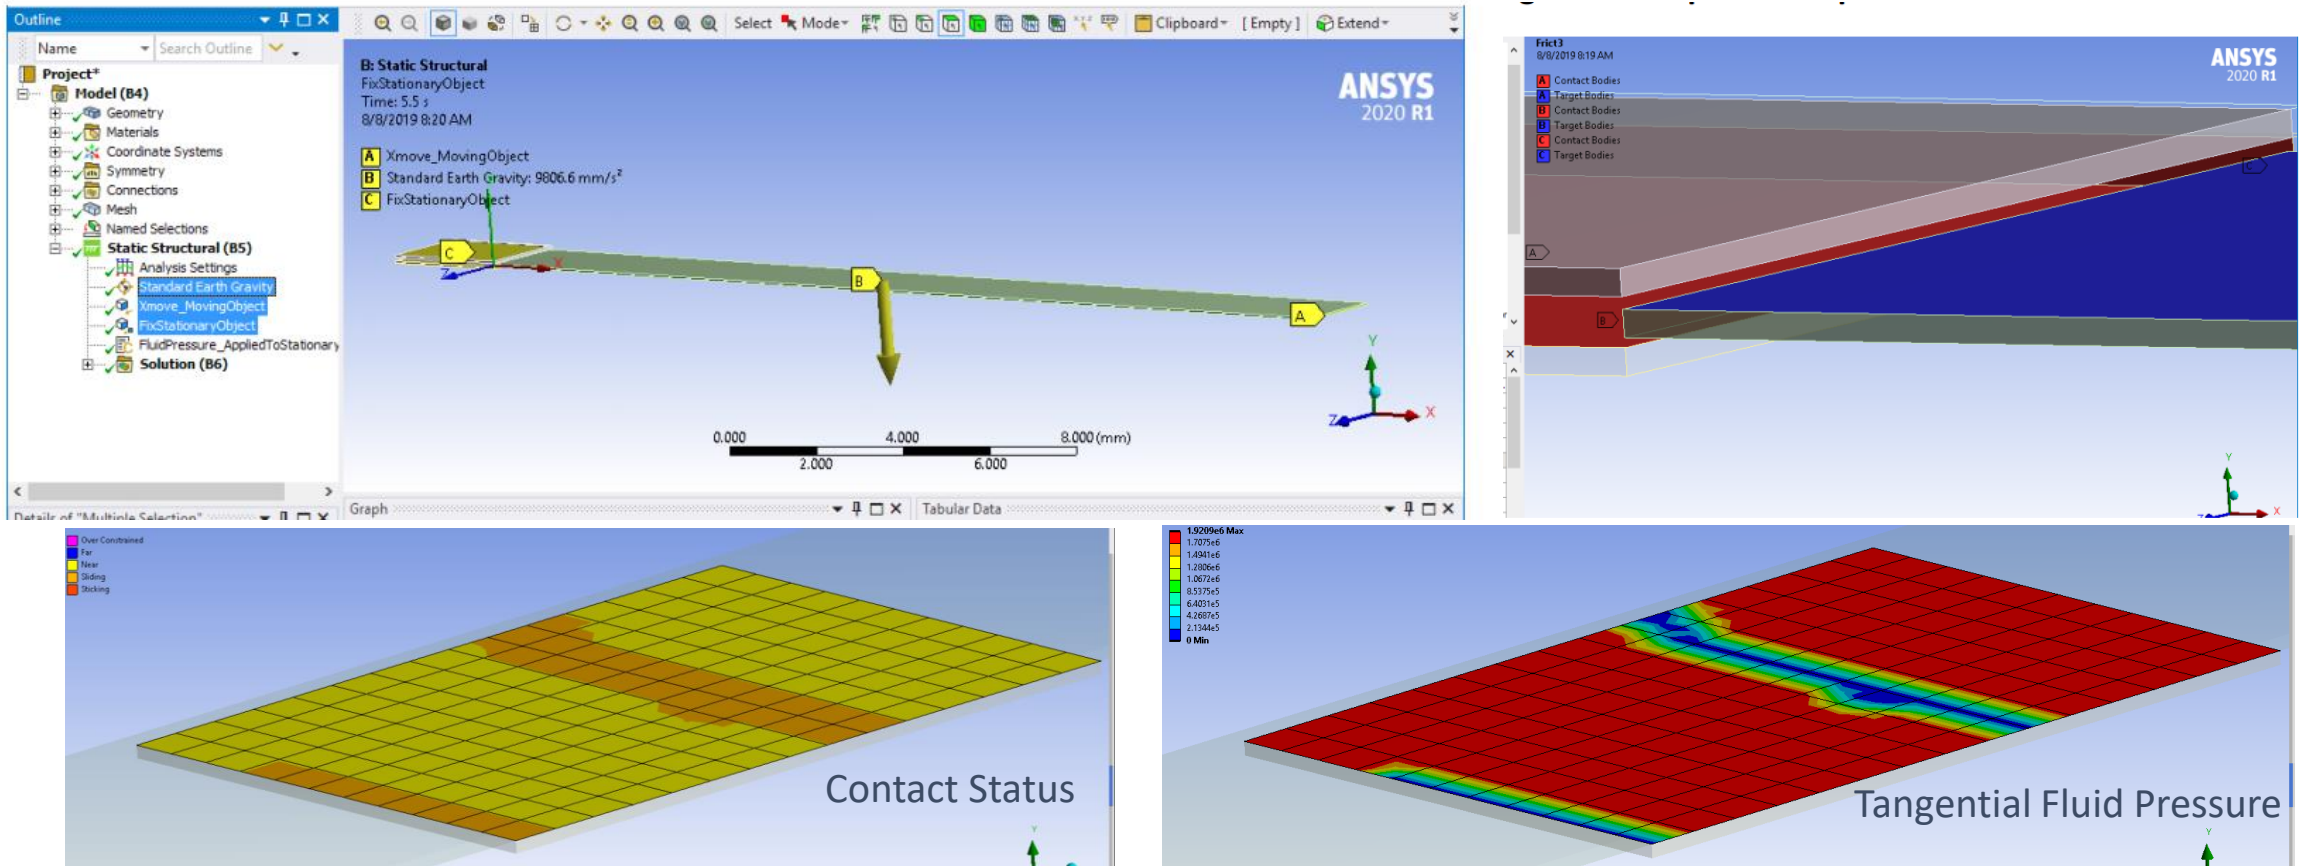 Outline
Name
Search Outline
Project*
Model (B4)
Geometry
Materials
Coordinate Systems
Symmetry
Connections
Mesh
Named Selections
Static Structural (B5)
Analysis Settings
Standard Earth Gravity
Xmove_MovingObject
FixStationaryObject
FluidPressure_AppliedToStationary
Solution (B6)
Details of "Multiple Selection"
Select Mode Clipboard [Empty] Extend
B: Static Structural
FixStationaryObject
Time: 5.5 s
8/8/2019 8:20 AM
A Xmove_MovingObject
B Standard Earth Gravity: 9806.6 mm/s²
C FixStationaryObject
ANSYS
2020 R1
C
B
A
X
Z
Y
Z
X
0.000 4.000 8.000 (mm)
2.000 6.000
Graph
Tabular Data
Frict3
8/8/2019 8:19 AM
A Contact Bodies
A Target Bodies
B Contact Bodies
B Target Bodies
C Contact Bodies
C Target Bodies
ANSYS
2020 R1
C
A
B
Y
X
Over Constrained
Far
Near
Sliding
Sticking
Contact Status
Y
1.9209e6 Max
1.7075e6
1.4941e6
1.2806e6
1.0672e6
8.5375e5
6.4031e5
4.2687e5
2.1344e5
0 Min
Tangential Fluid Pressure
Y